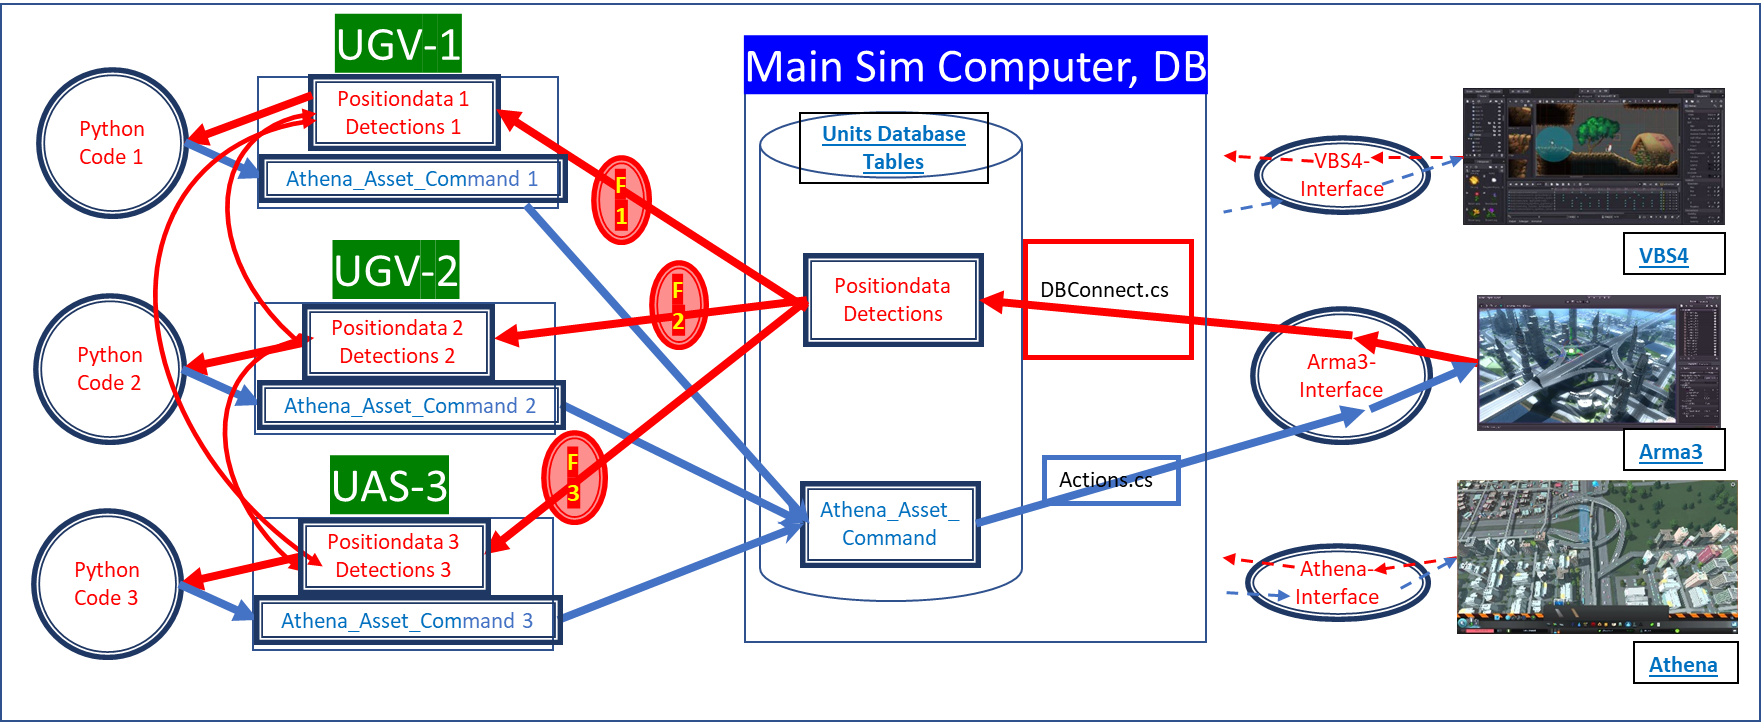 UGV-1
Positiondata 1
Detections 1
Python
Code 1
Athena_Asset_Command 1
F
1
UGV-2
Positiondata 2
Detections 2
Python
Code 2
Athena_Asset_Command 2
F
2
UAS-3
Positiondata 3
Detections 3
Python
Code 3
Athena_Asset_Command 3
F
3
Main Sim Computer, DB
Units Database
Tables
Positiondata
Detections
DBConnect.cs
Athena_Asset_
Command
Actions.cs
VBS4-
Interface
VBS4
Arma3-
Interface
Arma3
Athena-
Interface
Athena